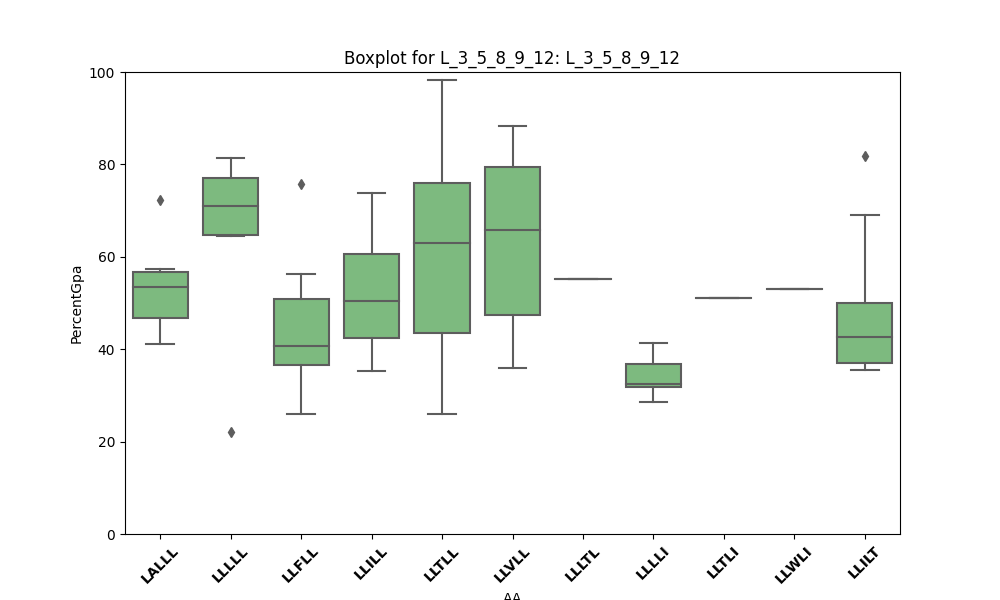 Boxplot for L_3_5_8_9_12: L_3_5_8_9_12
100
80
60
40
20
0
PercentGpa
LALLL LLLLL LLFLL LLILL LLTLL LLVLL LLLTL LLLLI LLTLI LLWLI LLILT
AA